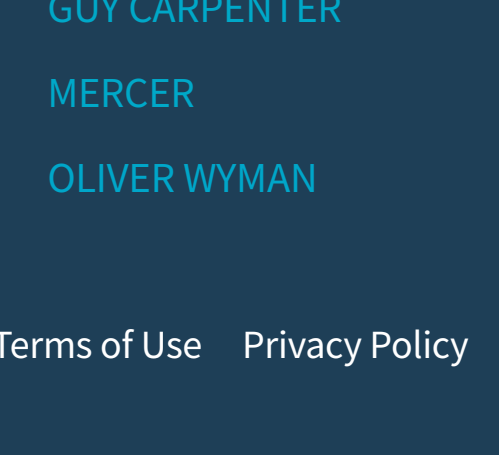 GUY CARPENTER
MERCER
OLIVER WYMAN
Terms of Use Privacy Policy